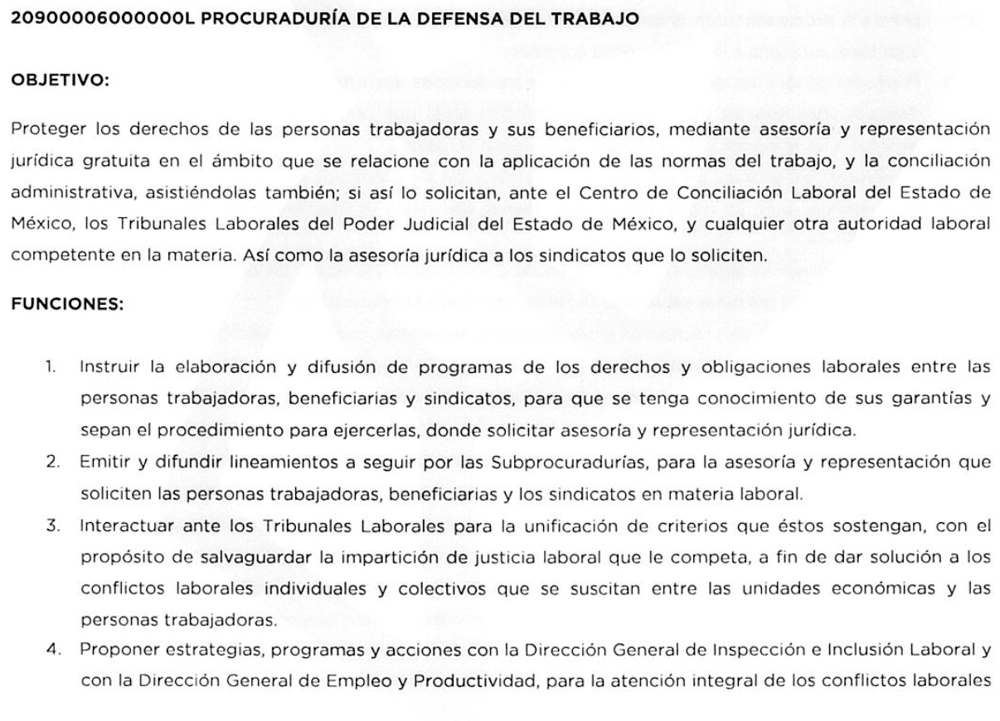 20900006000000L PROCURADURÍA DE LA DEFENSA DEL TRABAJO
OBJETIVO:
Proteger los derechos de las personas trabajadoras y sus beneficiarios, mediante asesoría y representación
jurídica gratuita en el ámbito que se relacione con la aplicación de las normas del trabajo, y la conciliación
administrativa, asistiéndolas también; si así lo solicitan, ante el Centro de Conciliación Laboral del Estado de
México, los Tribunales Laborales del Poder Judicial del Estado de México, y cualquier otra autoridad laboral
competente en la materia. Así como la asesoría jurídica a los sindicatos que lo soliciten.
FUNCIONES:
1. Instruir la elaboración y difusión de programas de los derechos y obligaciones laborales entre las
personas trabajadoras, beneficiarias y sindicatos, para que se tenga conocimiento de sus garantías y
sepan el procedimiento para ejercerlas, donde solicitar asesoría y representación jurídica.
2. Emitir y difundir lineamientos a seguir por las Subprocuradurías, para la asesoría y representación que
soliciten las personas trabajadoras, beneficiarias y los sindicatos en materia laboral.
3. Interactuar ante los Tribunales Laborales para la unificación de criterios que éstos sostengan, con el
propósito de salvaguardar la impartición de justicia laboral que le competa, a fin de dar solución a los
conflictos laborales individuales y colectivos que se suscitan entre las unidades económicas y las
personas trabajadoras.
4. Proponer estrategias, programas y acciones con la Dirección General de Inspección e Inclusión Laboral y
con la Dirección General de Empleo y Productividad, para la atención integral de los conflictos laborales